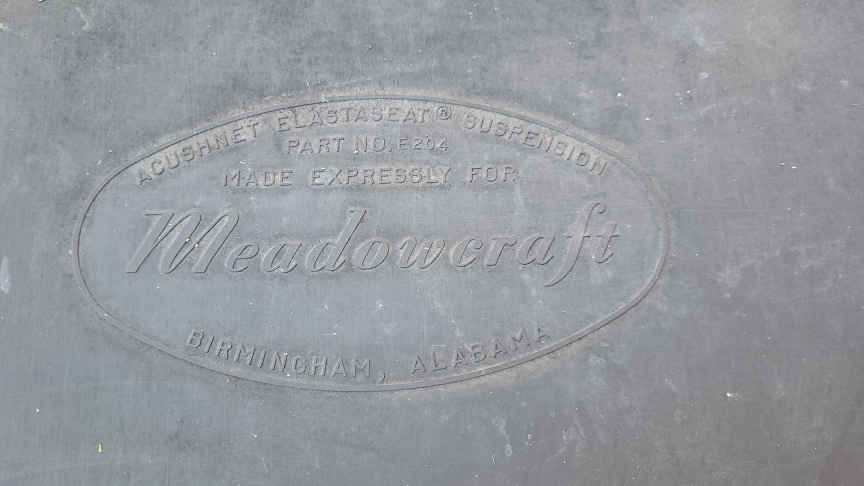 ACUSHNET ELASTASEAT® SUSPENSION
PART NO. E204
MADE EXPRESSLY FOR
Meadowcraft
BIRMINGHAM, ALABAMA